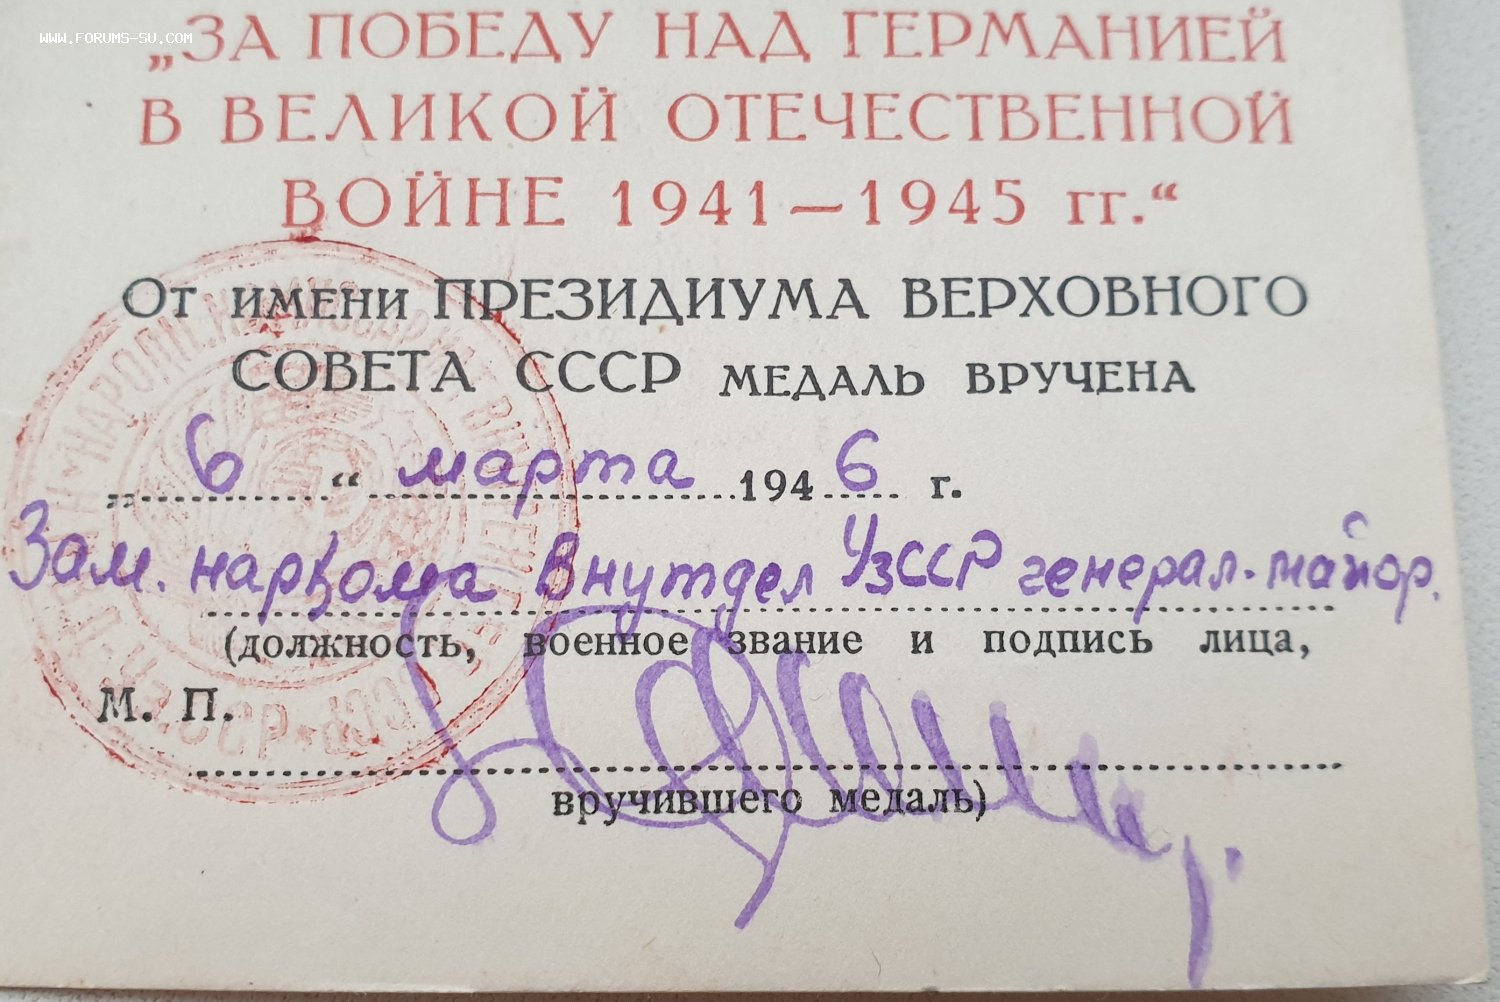 www.forums-su.com
„ЗА ПОБЕДУ НАД ГЕРМАНИЕЙ
В ВЕЛИКОЙ ОТЕЧЕСТВЕННОЙ
ВОЙНЕ 1941—1945 гг.“
От имени ПРЕЗИДИУМА ВЕРХОВНОГО
СОВЕТА СССР МЕДАЛЬ ВРУЧЕНА
„6“ марта 1946 г.
Зам. наркома Внутдел УзССР генерал-майор.
(должность, военное звание и подпись лица,
М. П.
вручившего медаль)